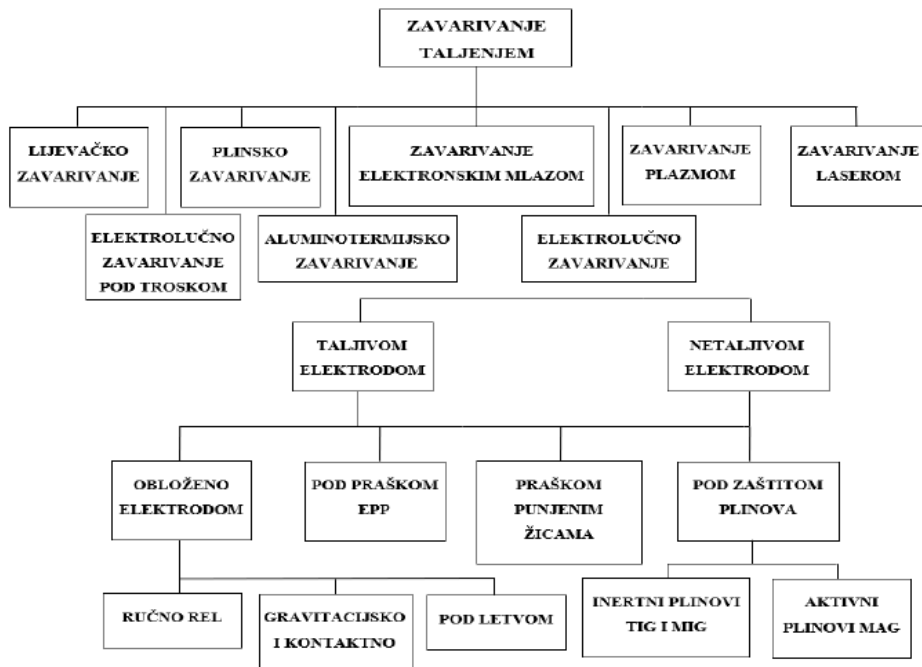 ZAVARIVANJE
TALJENJEM
LIJEVAČKO
ZAVARIVANJE
PLINSKO
ZAVARIVANJE
ZAVARIVANJE
ELEKTRONSKIM MLAZOM
ZAVARIVANJE
PLAZMOM
ZAVARIVANJE
LASEROM
ELEKTROLUČNO
ZAVARIVANJE
POD TROSKOM
ALUMINOTERMIJSKO
ZAVARIVANJE
ELEKTROLUČNO
ZAVARIVANJE
TALJIVOM
ELEKTRODOM
NETALJIVOM
ELEKTRODOM
OBLOŽENO
ELEKTRODOM
POD PRAŠKOM
EPP
PRAŠKOM
PUNJENIM
ŽICAMA
POD ZAŠTITOM
PLINOVA
RUČNO REL
GRAVITACIJSKO
I KONTAKTNO
POD LETVOM
INERTNI PLINOVI
TIG I MIG
AKTIVNI
PLINOVI MAG